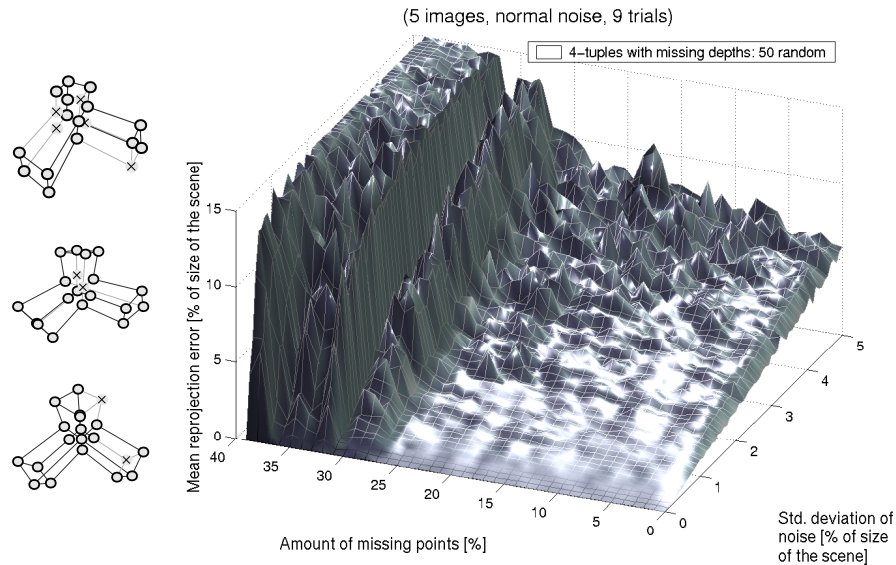 (5 images, normal noise, 9 trials)
4-tuples with missing depths: 50 random
Mean reprojection error [% of size of the scene]
15
10
5
0
40
35
30
25
20
15
10
5
0
Amount of missing points [%]
0
1
2
3
4
5
Std. deviation of
noise [% of size
of the scene]